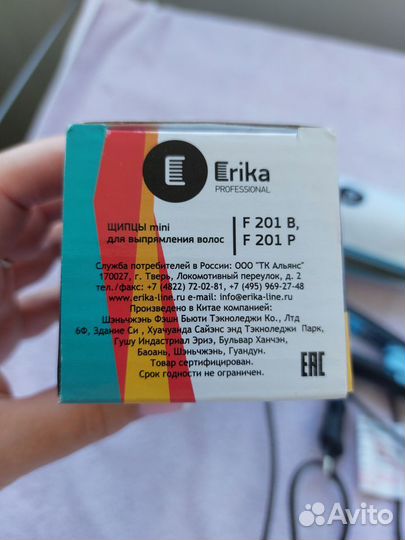 Erika
PROFESSIONAL
ЩИПЦЫ mini
для выпрямления волос
F 201 B,
F 201 P
Служба потребителей в России: ООО "ТК Альянс"
170027, г. Тверь, Локомотивный переулок, д. 2
тел./факс: +7 (4822) 72-02-81, +7 (495) 969-27-48
www.erika-line.ru e-mail: info@erika-line.ru
Произведено в Китае компанией:
Шэньчжэнь Фэшн Бьюти Тэкнолоджи Ко., Лтд
6Ф, Здание Си , Хуачуанда Сайэнс энд Тэкнолоджи Парк,
Гушу Индастриал Эриэ, Бульвар Ханчэн,
Баоань, Шэньчжэнь, Гуандун.
Товар сертифицирован.
Срок годности не ограничен.
EAC
Avito